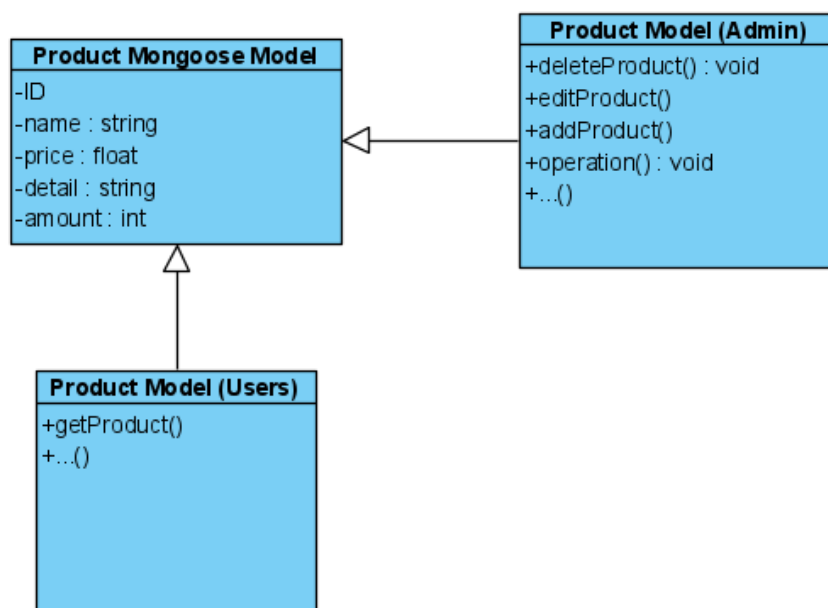 Product Mongoose Model
-ID
-name : string
-price : float
-detail : string
-amount : int
Product Model (Admin)
+deleteProduct() : void
+editProduct()
+addProduct()
+operation() : void
+...()
Product Model (Users)
+getProduct()
+...()